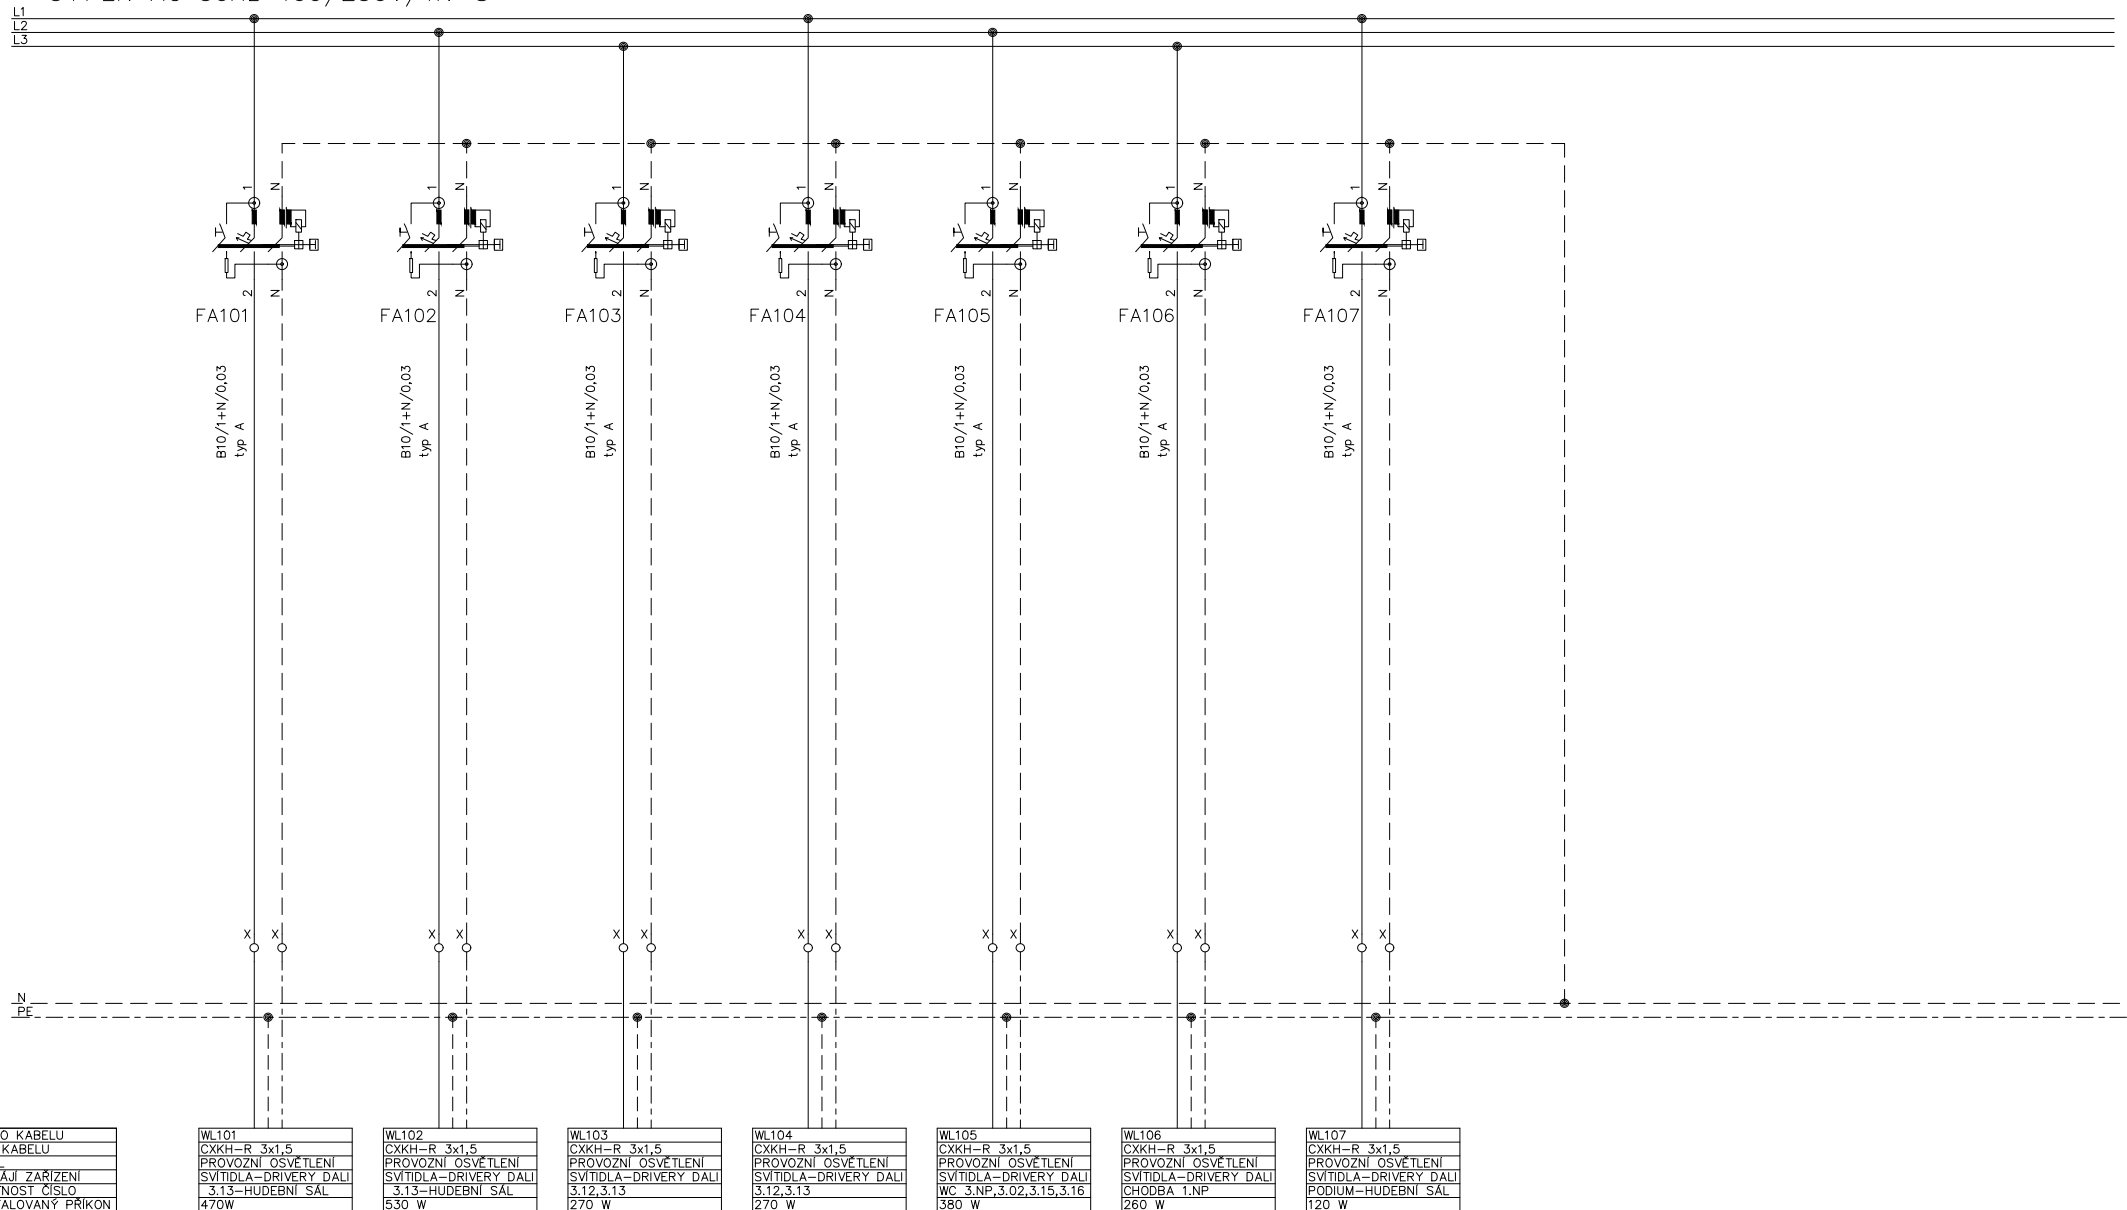 L1
L2
L3
1 N
1 N
1 N
1 N
1 N
1 N
1 N
2 N
2 N
2 N
2 N
2 N
2 N
2 N
FA101
FA102
FA103
FA104
FA105
FA106
FA107
B10/1+N/0,03
typ A
B10/1+N/0,03
typ A
B10/1+N/0,03
typ A
B10/1+N/0,03
typ A
B10/1+N/0,03
typ A
B10/1+N/0,03
typ A
B10/1+N/0,03
typ A
X X
X X
X X
X X
X X
X X
X X
N
PE
O KABELU
KABELU
ÁJÍ ZAŘÍZENÍ
NOST ČÍSLO
ALOVANÝ PŘÍKON
WL101
CXKH-R 3x1,5
PROVOZNÍ OSVĚTLENÍ
SVÍTIDLA-DRIVERY DALI
3.13-HUDEBNÍ SÁL
470W
WL102
CXKH-R 3x1,5
PROVOZNÍ OSVĚTLENÍ
SVÍTIDLA-DRIVERY DALI
3.13-HUDEBNÍ SÁL
530 W
WL103
CXKH-R 3x1,5
PROVOZNÍ OSVĚTLENÍ
SVÍTIDLA-DRIVERY DALI
3.12,3.13
270 W
WL104
CXKH-R 3x1,5
PROVOZNÍ OSVĚTLENÍ
SVÍTIDLA-DRIVERY DALI
3.12,3.13
270 W
WL105
CXKH-R 3x1,5
PROVOZNÍ OSVĚTLENÍ
SVÍTIDLA-DRIVERY DALI
WC 3.NP,3.02,3.15,3.16
380 W
WL106
CXKH-R 3x1,5
PROVOZNÍ OSVĚTLENÍ
SVÍTIDLA-DRIVERY DALI
CHODBA 1.NP
260 W
WL107
CXKH-R 3x1,5
PROVOZNÍ OSVĚTLENÍ
SVÍTIDLA-DRIVERY DALI
PODIUM-HUDEBNÍ SÁL
120 W